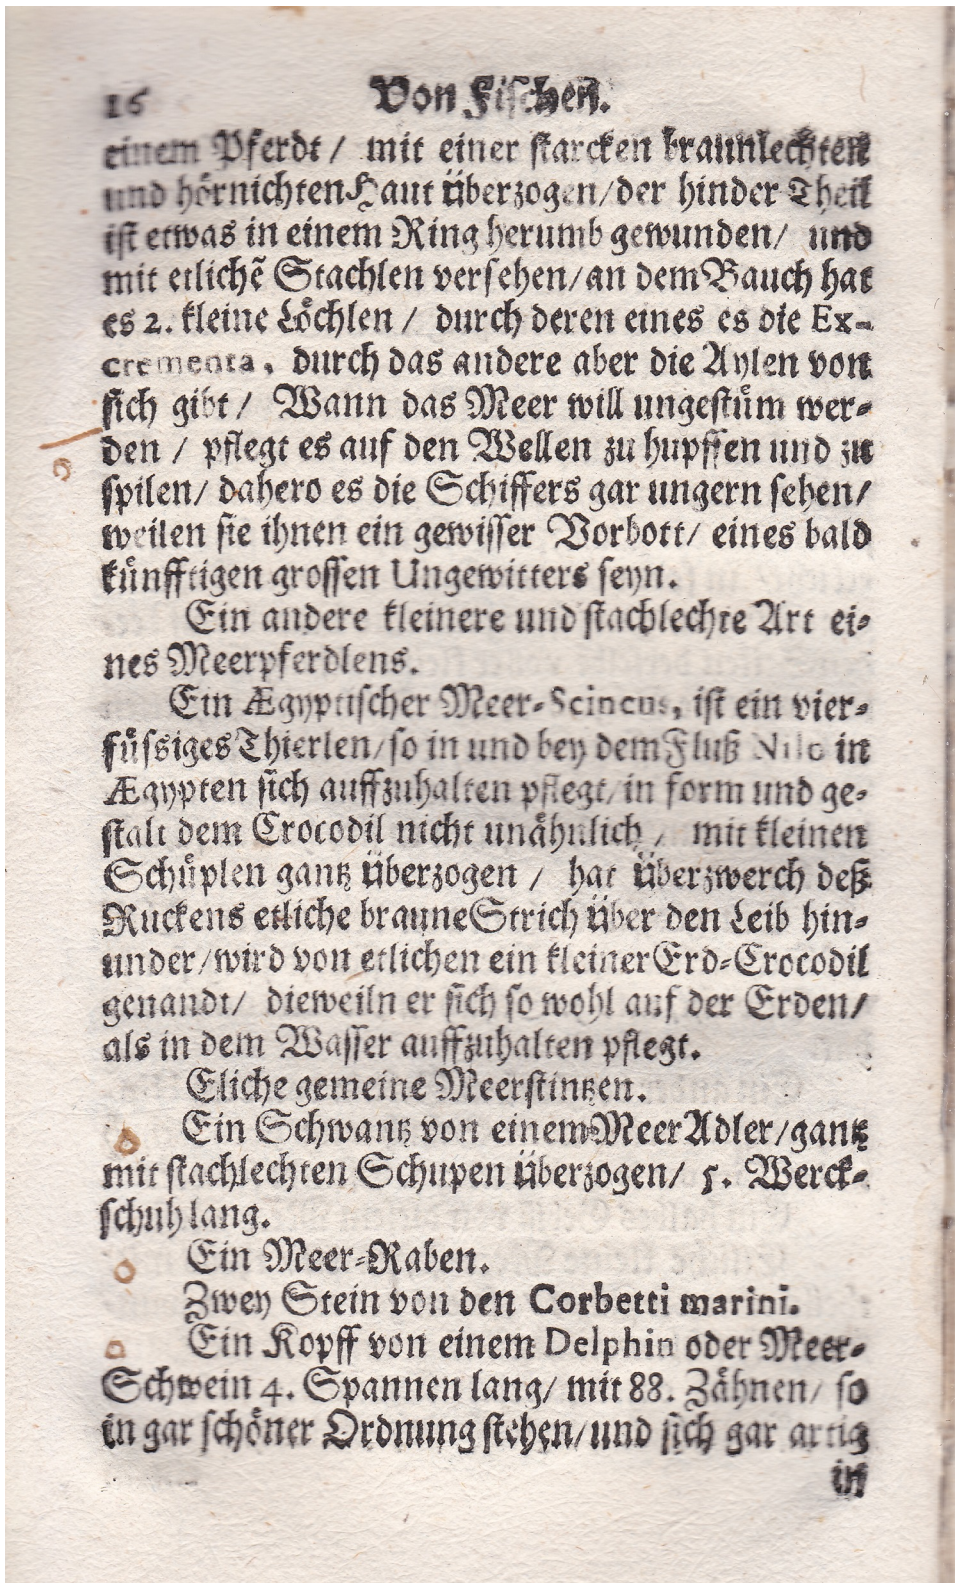 16 Von Fischen.
einem Pferdt / mit einer starcken braunlechten
und hörnichten Haut überzogen / der hinder Theil
ist etwas in einem Ring herumb gewunden / und
mit etlichẽ Stachlen versehen / an dem Bauch hat
es 2. kleine Löchlen / durch deren eines es die Ex-
crementa, durch das andere aber die Aylen von
sich gibt / Wann das Meer will ungestüm wer-
den / pflegt es auf den Wellen zu hupffen und zu
spilen / dahero es die Schiffers gar ungern sehen /
weilen sie ihnen ein gewisser Vorbott / eines bald
künfftigen grossen Ungewitters seyn.
Ein andere kleinere und stachlechte Art ei-
nes Meerpferdlens.
Ein Ægyptischer Meer-Scincus, ist ein vier-
füssiges Thierlen / so in und bey dem Fluß Nilo in
Ægypten sich auffzuhalten pflegt / in form und ge-
stalt dem Crocodil nicht unähnlich / mit kleinen
Schüplen gantz überzogen / hat überzwerch deß
Ruckens etliche braune Strich über den Leib hin-
under / wird von etlichen ein kleiner Erd-Crocodil
genandt / dieweiln er sich so wohl auf der Erden /
als in dem Wasser auffzuhalten pflegt.
Eliche gemeine Meerstintzen.
Ein Schwantz von einem Meer Adler / gantz
mit stachlechten Schupen überzogen / 5. Werck-
schuh lang.
Ein Meer-Raben.
Zwey Stein von den Corbetti marini.
Ein Kopff von einem Delphin oder Meer-
Schwein 4. Spannen lang / mit 88. Zähnen / so
in gar schöner Ordnung stehen / und sich gar artig
in